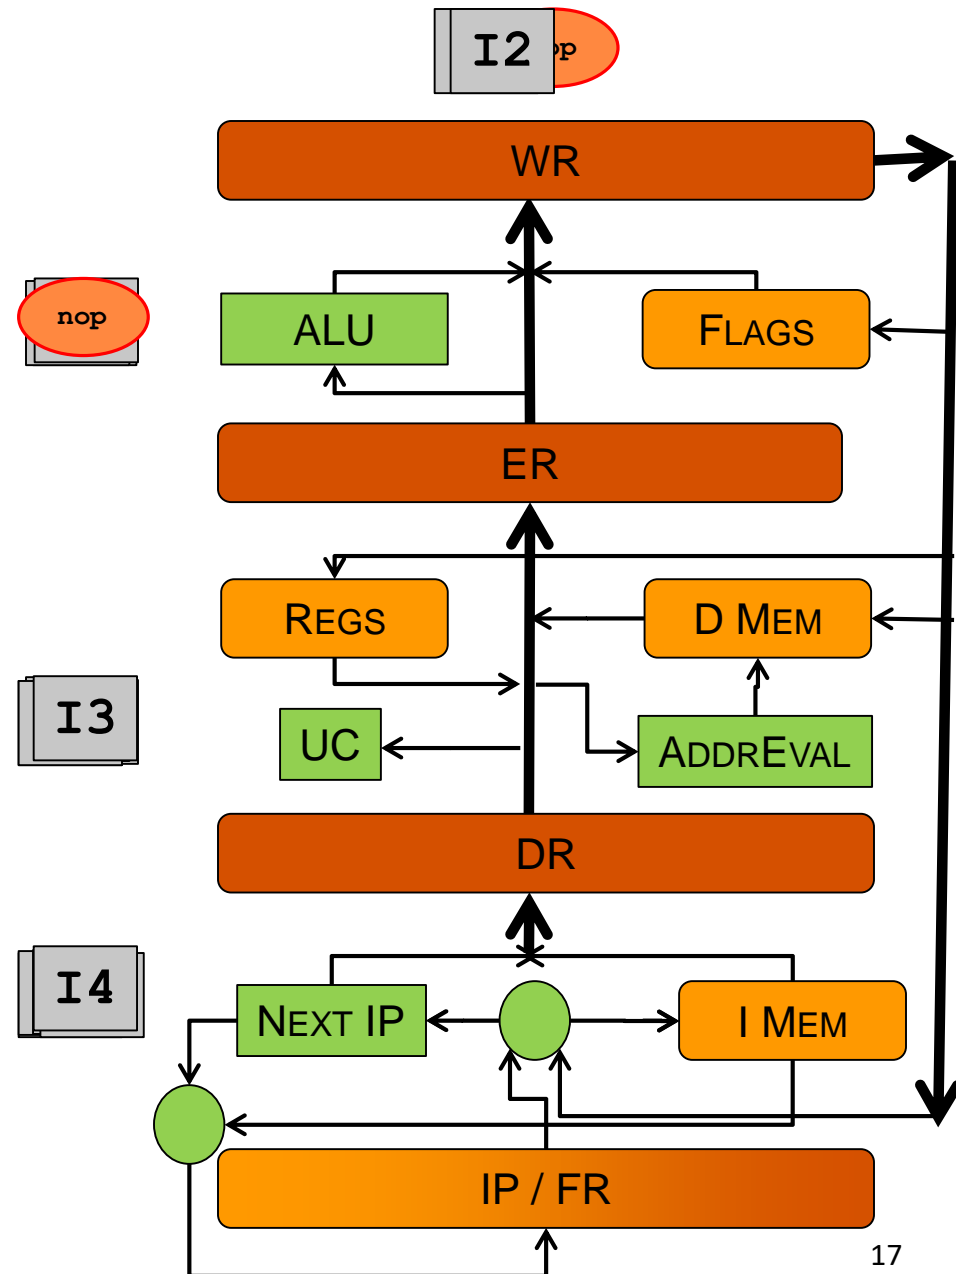 I2
op
WR
nop
ALU
FLAGS
ER
REGS
D MEM
I3
UC
ADDREVAL
DR
I4
NEXT IP
I MEM
IP / FR
17